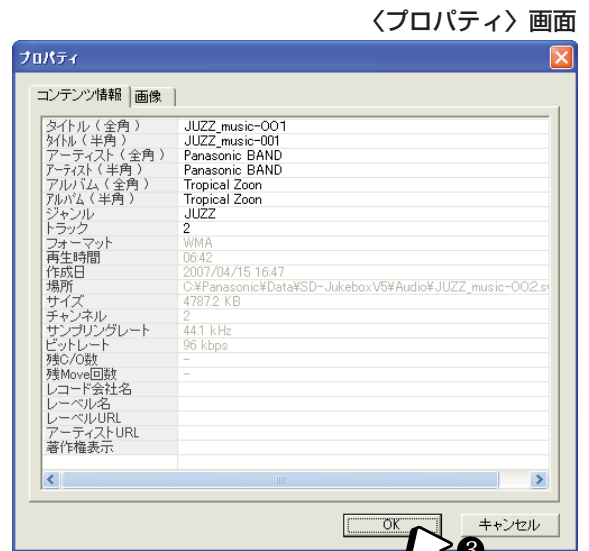 〈プロパティ〉画面
プロパティ
コンテンツ情報 画像
タイトル(全角) JUZZ_music-001
ﾀｲﾄﾙ(半角) JUZZ_music-001
アーティスト(全角) Panasonic BAND
ｱｰﾃｨｽﾄ(半角) Panasonic BAND
アルバム(全角) Tropical Zoon
ｱﾙﾊﾞﾑ(半角) Tropical Zoon
ジャンル JUZZ
トラック 2
フォーマット WMA
再生時間 06:42
作成日 2007/04/15 16:47
場所 C:¥Panasonic¥Data¥SD-JukeboxV5¥Audio¥JUZZ_music-002.s
サイズ 4787.2 KB
チャンネル 2
サンプリングレート 44.1 kHz
ビットレート 96 kbps
残C/O数 -
残Move回数 -
レコード会社名
レーベル名
レーベルURL
アーティストURL
著作権表示
OK キャンセル
❸